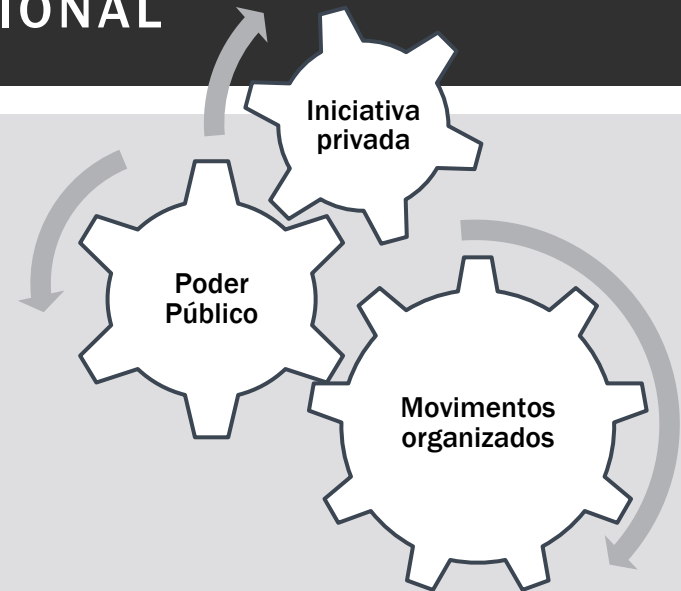 IONAL
Iniciativa
privada
Poder
Público
Movimentos
organizados